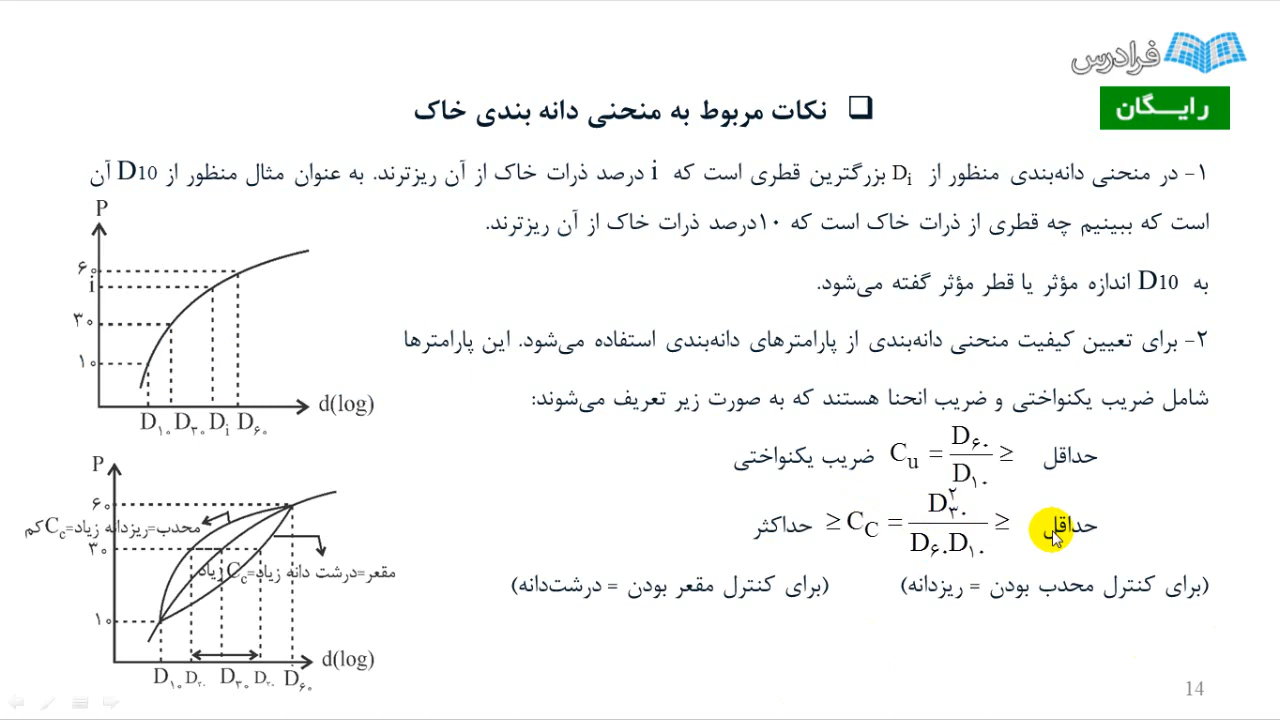 فرادرس
رایـــگان
❑ نکات مربوط به منحنی دانه بندی خاک
۱- در منحنی دانه‌بندی منظور از Di بزرگترین قطری است که i درصد ذرات خاک از آن ریزترند. به عنوان مثال منظور از D10 آن
است که ببینیم چه قطری از ذرات خاک است که ۱۰درصد ذرات خاک از آن ریزترند.
به D10 اندازه مؤثر یا قطر مؤثر گفته می‌شود.
۲- برای تعیین کیفیت منحنی دانه‌بندی از پارامترهای دانه‌بندی استفاده می‌شود. این پارامترها
شامل ضریب یکنواختی و ضریب انحنا هستند که به صورت زیر تعریف می‌شوند:
حداقل ≤ Cu = D۶۰ / D۱۰ ضریب یکنواختی
حداقل ≤ CC = D۳۰۲ / D۶۰.D۱۰ ≤ حداکثر
(برای کنترل محدب بودن = ریزدانه) (برای کنترل مقعر بودن = درشت‌دانه)
P
۶۰
i
۳۰
۱۰
D۱۰ D۳۰ Di D۶۰
d(log)
P
۶۰
محدب=ریزدانه زیاد=Cc کم
۳۰
مقعر=درشت دانه زیاد=Cc زیاد
۱۰
D۱۰ D۳۰ D۳۰ D۳۰ D۶۰
d(log)
14